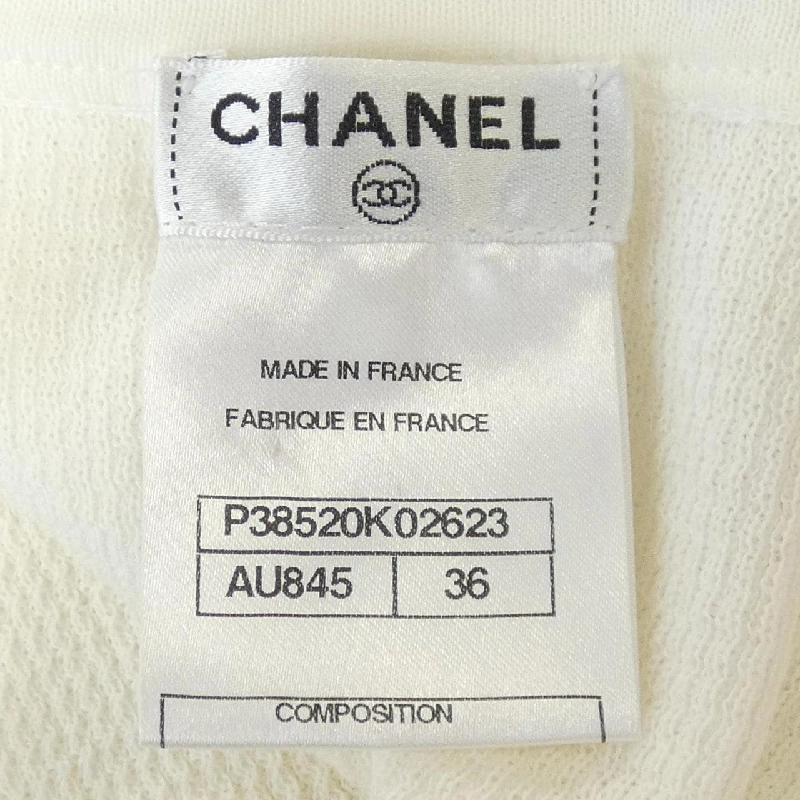 CHANEL
MADE IN FRANCE
FABRIQUE EN FRANCE
P38520K02623
AU845 36
COMPOSITION